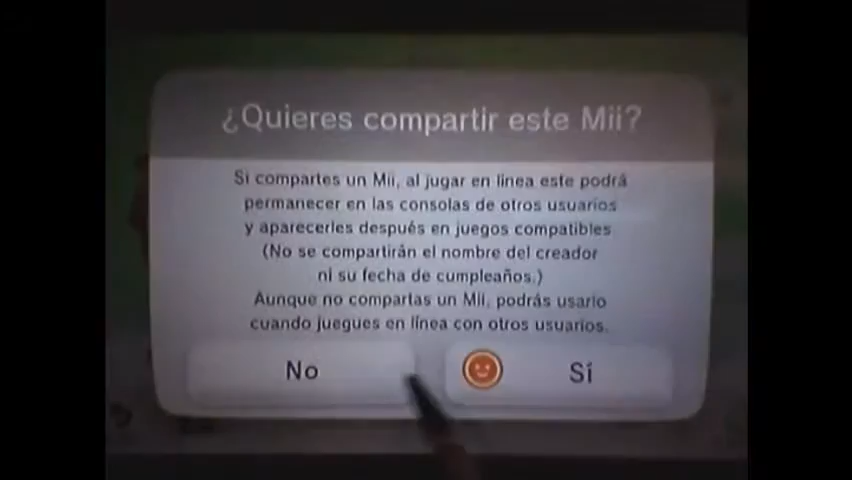 ¿Quieres compartir este Mii?
Si compartes un Mii, al jugar en línea este podrá
permanecer en las consolas de otros usuarios
y aparecerles después en juegos compatibles
(No se compartirán el nombre del creador
ni su fecha de cumpleaños.)
Aunque no compartas un Mii, podrás usarlo
cuando juegues en línea con otros usuarios.
No
Sí